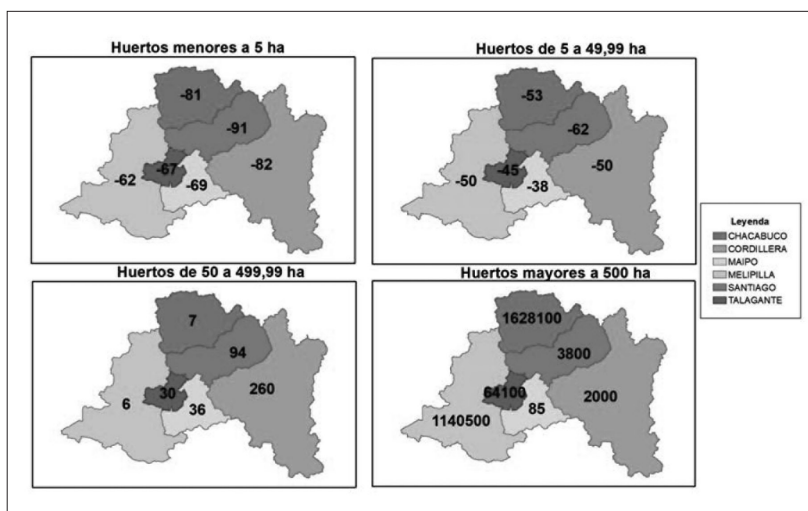 Huertos menores a 5 ha
-81
-91
-82
-67
-62
-69
Huertos de 5 a 49,99 ha
-53
-62
-50
-45
-50
-38
Leyenda
CHACABUCO
CORDILLERA
MAIPO
MELIPILLA
SANTIAGO
TALAGANTE
Huertos de 50 a 499,99 ha
7
94
260
30
6
36
Huertos mayores a 500 ha
1628100
3800
2000
64100
85
1140500